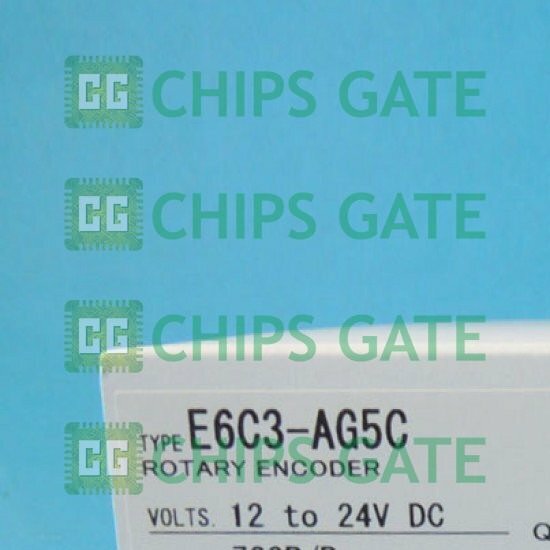 CG CHIPS GATE
CG CHIPS GATE
CG CHIPS GATE
TYPE E6C3-AG5C
ROTARY ENCODER
CG CHIPS GATE
VOLTS. 12 to 24V DC
Q